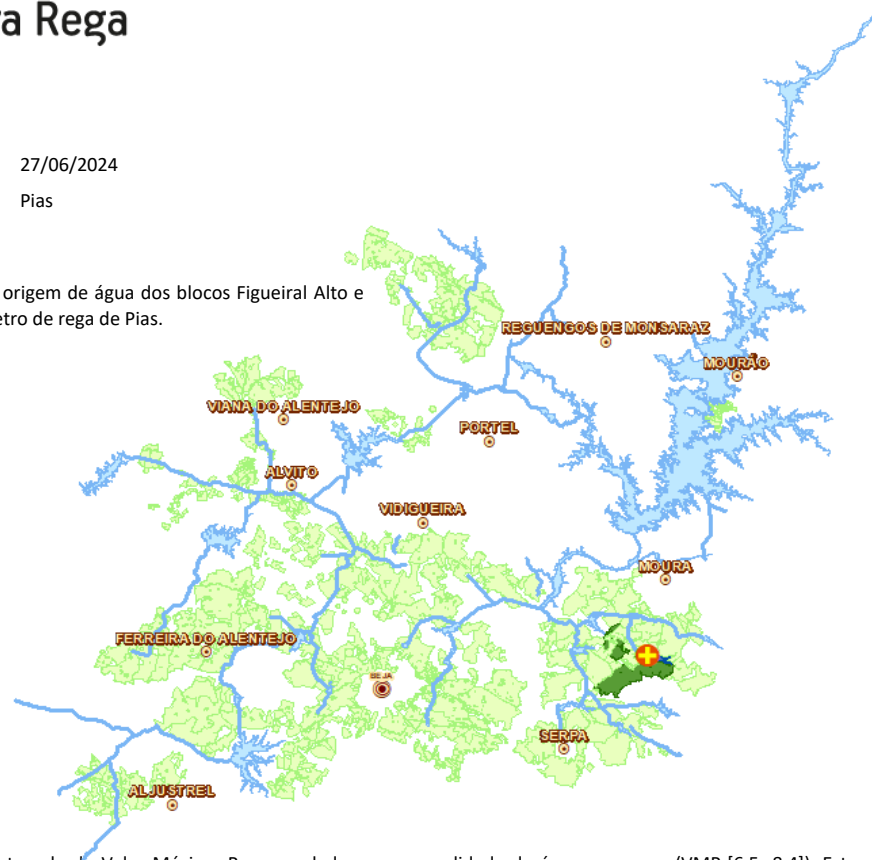 a Rega
27/06/2024
Pias
origem de água dos blocos Figueiral Alto e
etro de rega de Pias.
REGUENGOS DE MONSARAZ
MOURÃO
VIANA DO ALENTEJO
PORTEL
ALVITO
VIDIGUEIRA
MOURA
FERREIRA DO ALENTEJO
BEJA
SERPA
ALJUSTREL